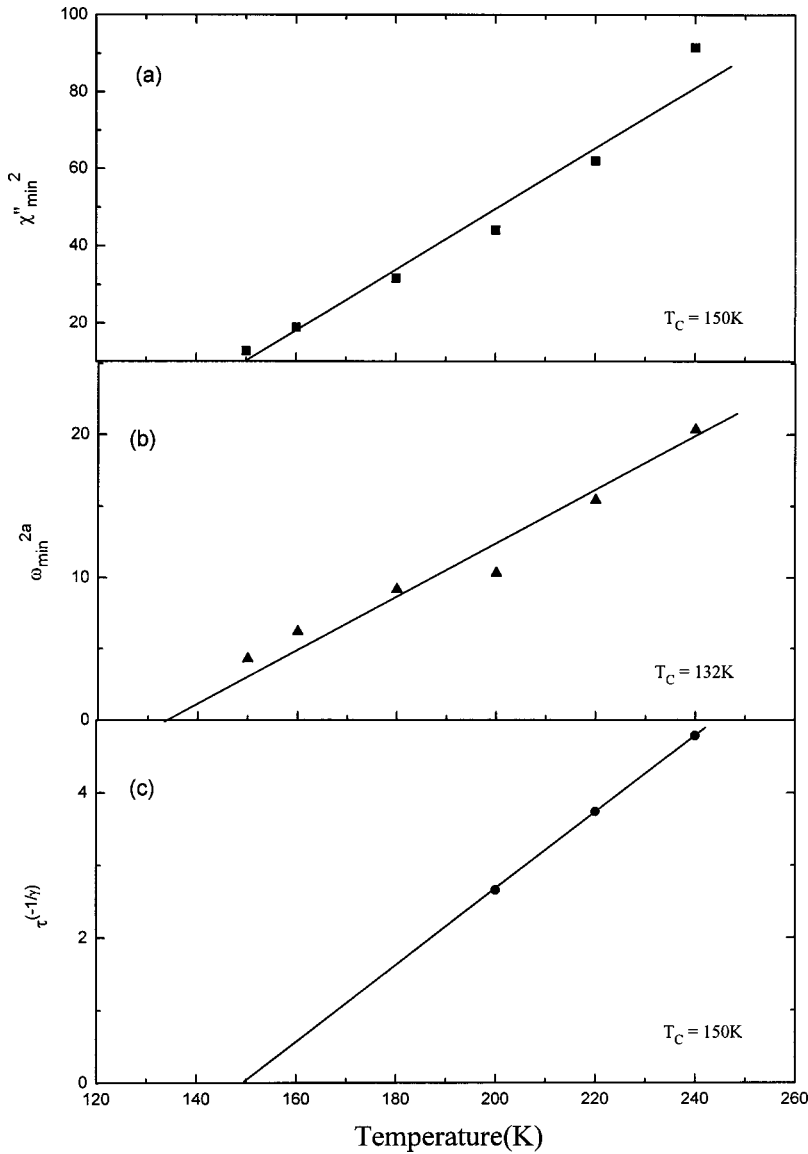 100
(a)
80
60
χ"min2
40
20
TC = 150K
(b)
20
ωmin2a
10
TC = 132K
0
(c)
4
τ(-1/γ)
2
TC = 150K
0
120 140 160 180 200 220 240 260
Temperature(K)